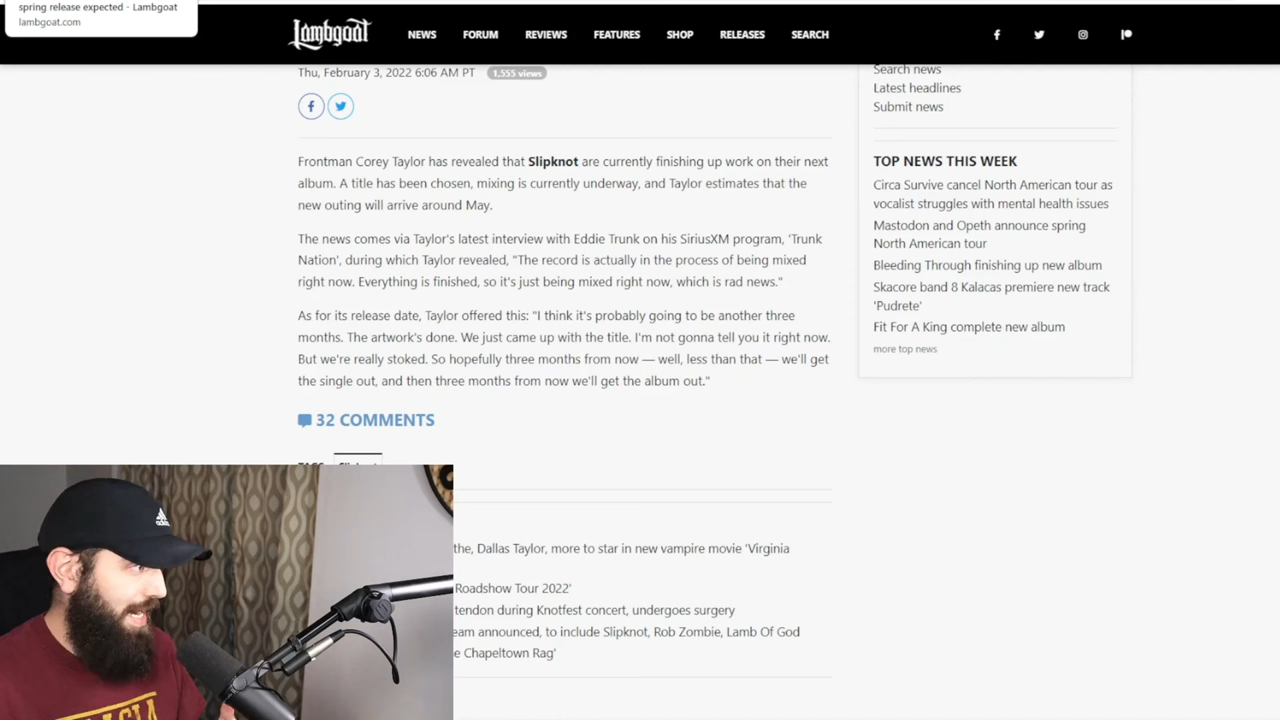 spring release expected - Lambgoat
lambgoat.com
Lambgoat
NEWS FORUM REVIEWS FEATURES SHOP RELEASES SEARCH
Thu, February 3, 2022 6:06 AM PT 1,555 views
Frontman Corey Taylor has revealed that Slipknot are currently finishing up work on their next
album. A title has been chosen, mixing is currently underway, and Taylor estimates that the
new outing will arrive around May.
The news comes via Taylor's latest interview with Eddie Trunk on his SiriusXM program, 'Trunk
Nation', during which Taylor revealed, "The record is actually in the process of being mixed
right now. Everything is finished, so it's just being mixed right now, which is rad news."
As for its release date, Taylor offered this: "I think it's probably going to be another three
months. The artwork's done. We just came up with the title. I'm not gonna tell you it right now.
But we're really stoked. So hopefully three months from now — well, less than that — we'll get
the single out, and then three months from now we'll get the album out."
32 COMMENTS
the, Dallas Taylor, more to star in new vampire movie 'Virginia
Roadshow Tour 2022'
tendon during Knotfest concert, undergoes surgery
eam announced, to include Slipknot, Rob Zombie, Lamb Of God
e Chapeltown Rag'
Search news
Latest headlines
Submit news
TOP NEWS THIS WEEK
Circa Survive cancel North American tour as
vocalist struggles with mental health issues
Mastodon and Opeth announce spring
North American tour
Bleeding Through finishing up new album
Skacore band 8 Kalacas premiere new track
'Pudrete'
Fit For A King complete new album
more top news
adidas